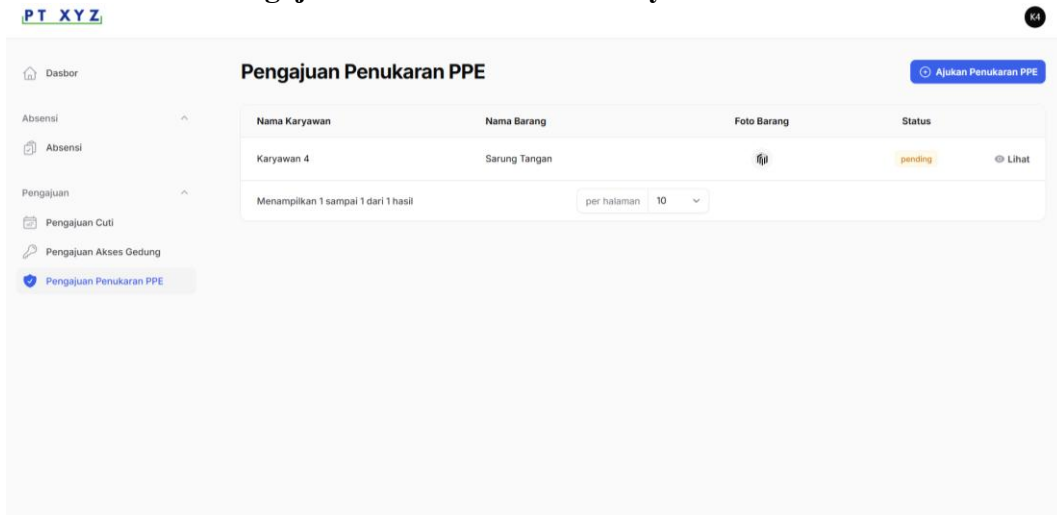 PT XYZ
K4
Dasbor
Pengajuan Penukaran PPE
Ajukan Penukaran PPE
Absensi
Absensi
Nama Karyawan Nama Barang Foto Barang Status
Karyawan 4 Sarung Tangan pending Lihat
Menampilkan 1 sampai 1 dari 1 hasil per halaman 10
Pengajuan
Pengajuan Cuti
Pengajuan Akses Gedung
Pengajuan Penukaran PPE